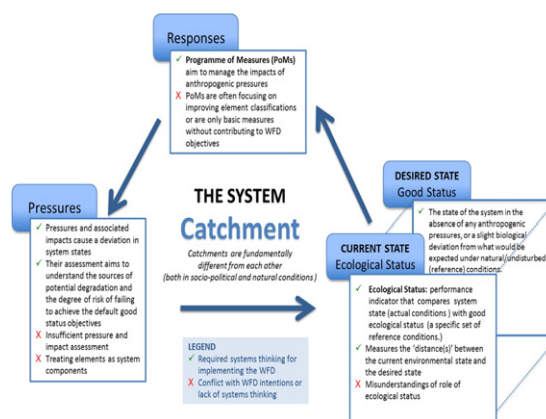 Responses
✓ Programme of Measures (PoMs)
aim to manage the impacts of
anthropogenic pressures
X PoMs are often focusing on
improving element classifications
or are only basic measures
without contributing to WFD
objectives
Pressures
✓ Pressures and associated
impacts cause a deviation in
system states
✓ Their assessment aims to
understand the sources of
potential degradation and
the degree of risk of failing
to achieve the default good
status objectives
X Insufficient pressure and
impact assessment
X Treating elements as system
components
THE SYSTEM
Catchment
Catchments are fundamentally
different from each other
(both in socio-political and natural conditions)
LEGEND
✓ Required systems thinking for
implementing the WFD
X Conflict with WFD intentions or
lack of systems thinking
DESIRED STATE
Good Status
✓ The state of the system in the
absence of any anthropogenic
pressures, or a slight biological
deviation from what would be
expected under natural/undisturbed
(reference) conditions.
CURRENT STATE
Ecological Status
✓ Ecological Status: performance
indicator that compares system
state (actual conditions) with good
ecological status (a specific set of
reference conditions.)
✓ Measures the 'distance(s)' between
the current environmental state and
the desired state
X Misunderstandings of role of
ecological status